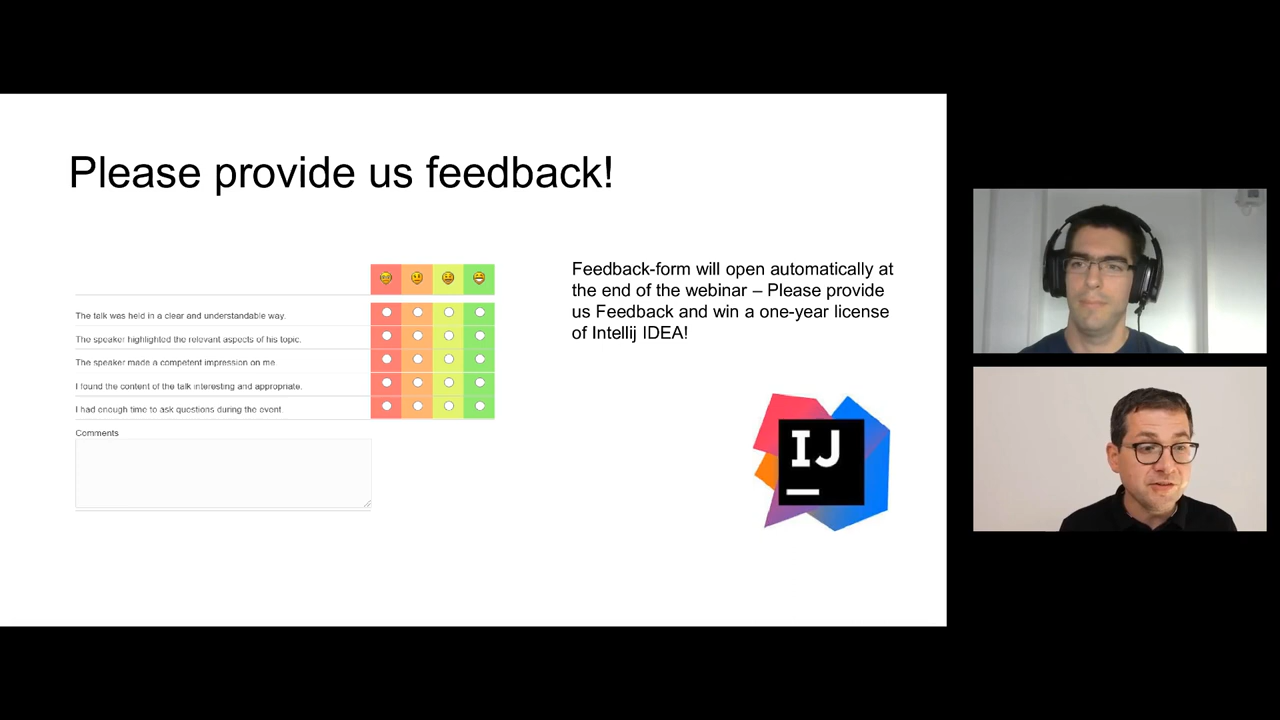 Please provide us feedback!
Feedback-form will open automatically at
the end of the webinar – Please provide
us Feedback and win a one-year license
of Intellij IDEA!
The talk was held in a clear and understandable way.
The speaker highlighted the relevant aspects of his topic.
The speaker made a competent impression on me
I found the content of the talk interesting and appropriate.
I had enough time to ask questions during the event
Comments
IJ